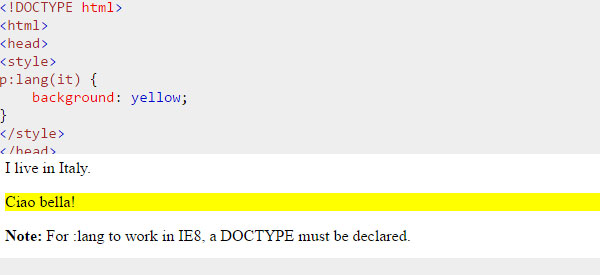 <!DOCTYPE html>
<html>
<head>
<style>
p:lang(it) {
    background: yellow;
}
</style>
</head>
I live in Italy.
Ciao bella!
Note: For :lang to work in IE8, a DOCTYPE must be declared.